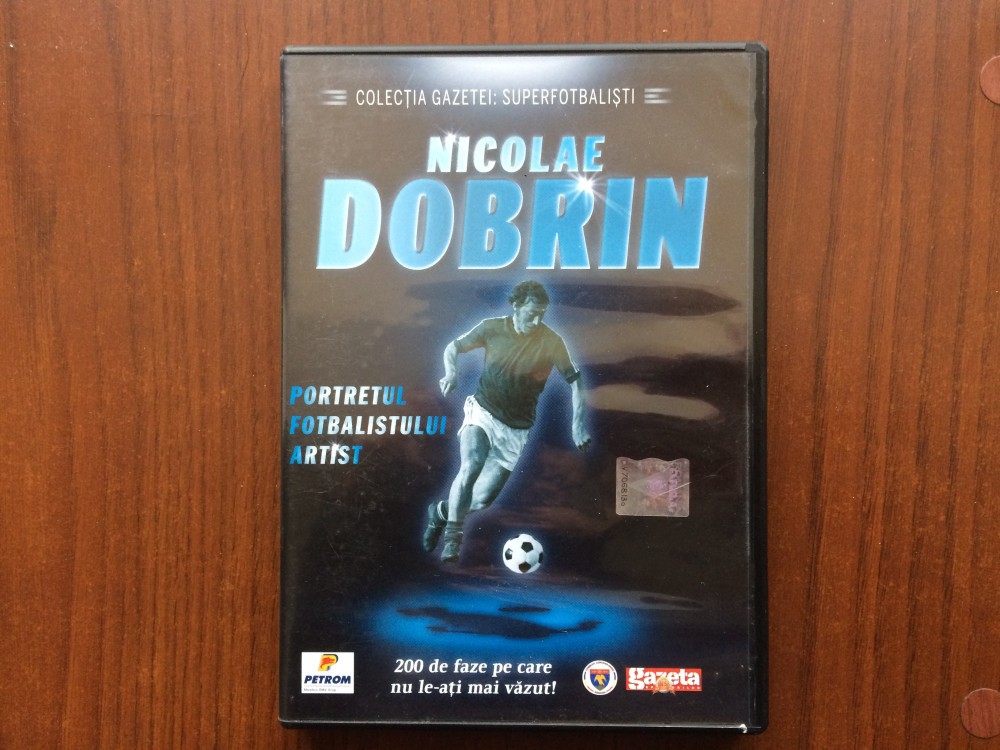 COLECȚIA GAZETEI: SUPERFOTBALIȘTI
NICOLAE
DOBRIN
PORTRETUL
FOTBALISTULUI
ARTIST
PETROM
200 de faze pe care
nu le-ați mai văzut!
gazeta
SPORTURILOR